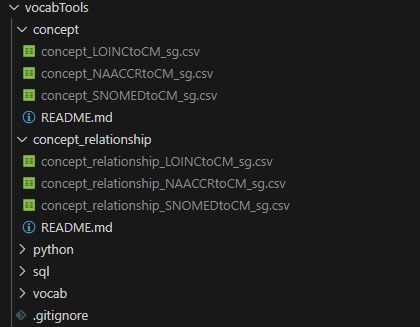 vocabTools
concept
concept_LOINCtoCM_sg.csv
concept_NAACCRtoCM_sg.csv
concept_SNOMEDtoCM_sg.csv
README.md
concept_relationship
concept_relationship_LOINCtoCM_sg.csv
concept_relationship_NAACCRtoCM_sg.csv
concept_relationship_SNOMEDtoCM_sg.csv
README.md
python
sql
vocab
.gitignore